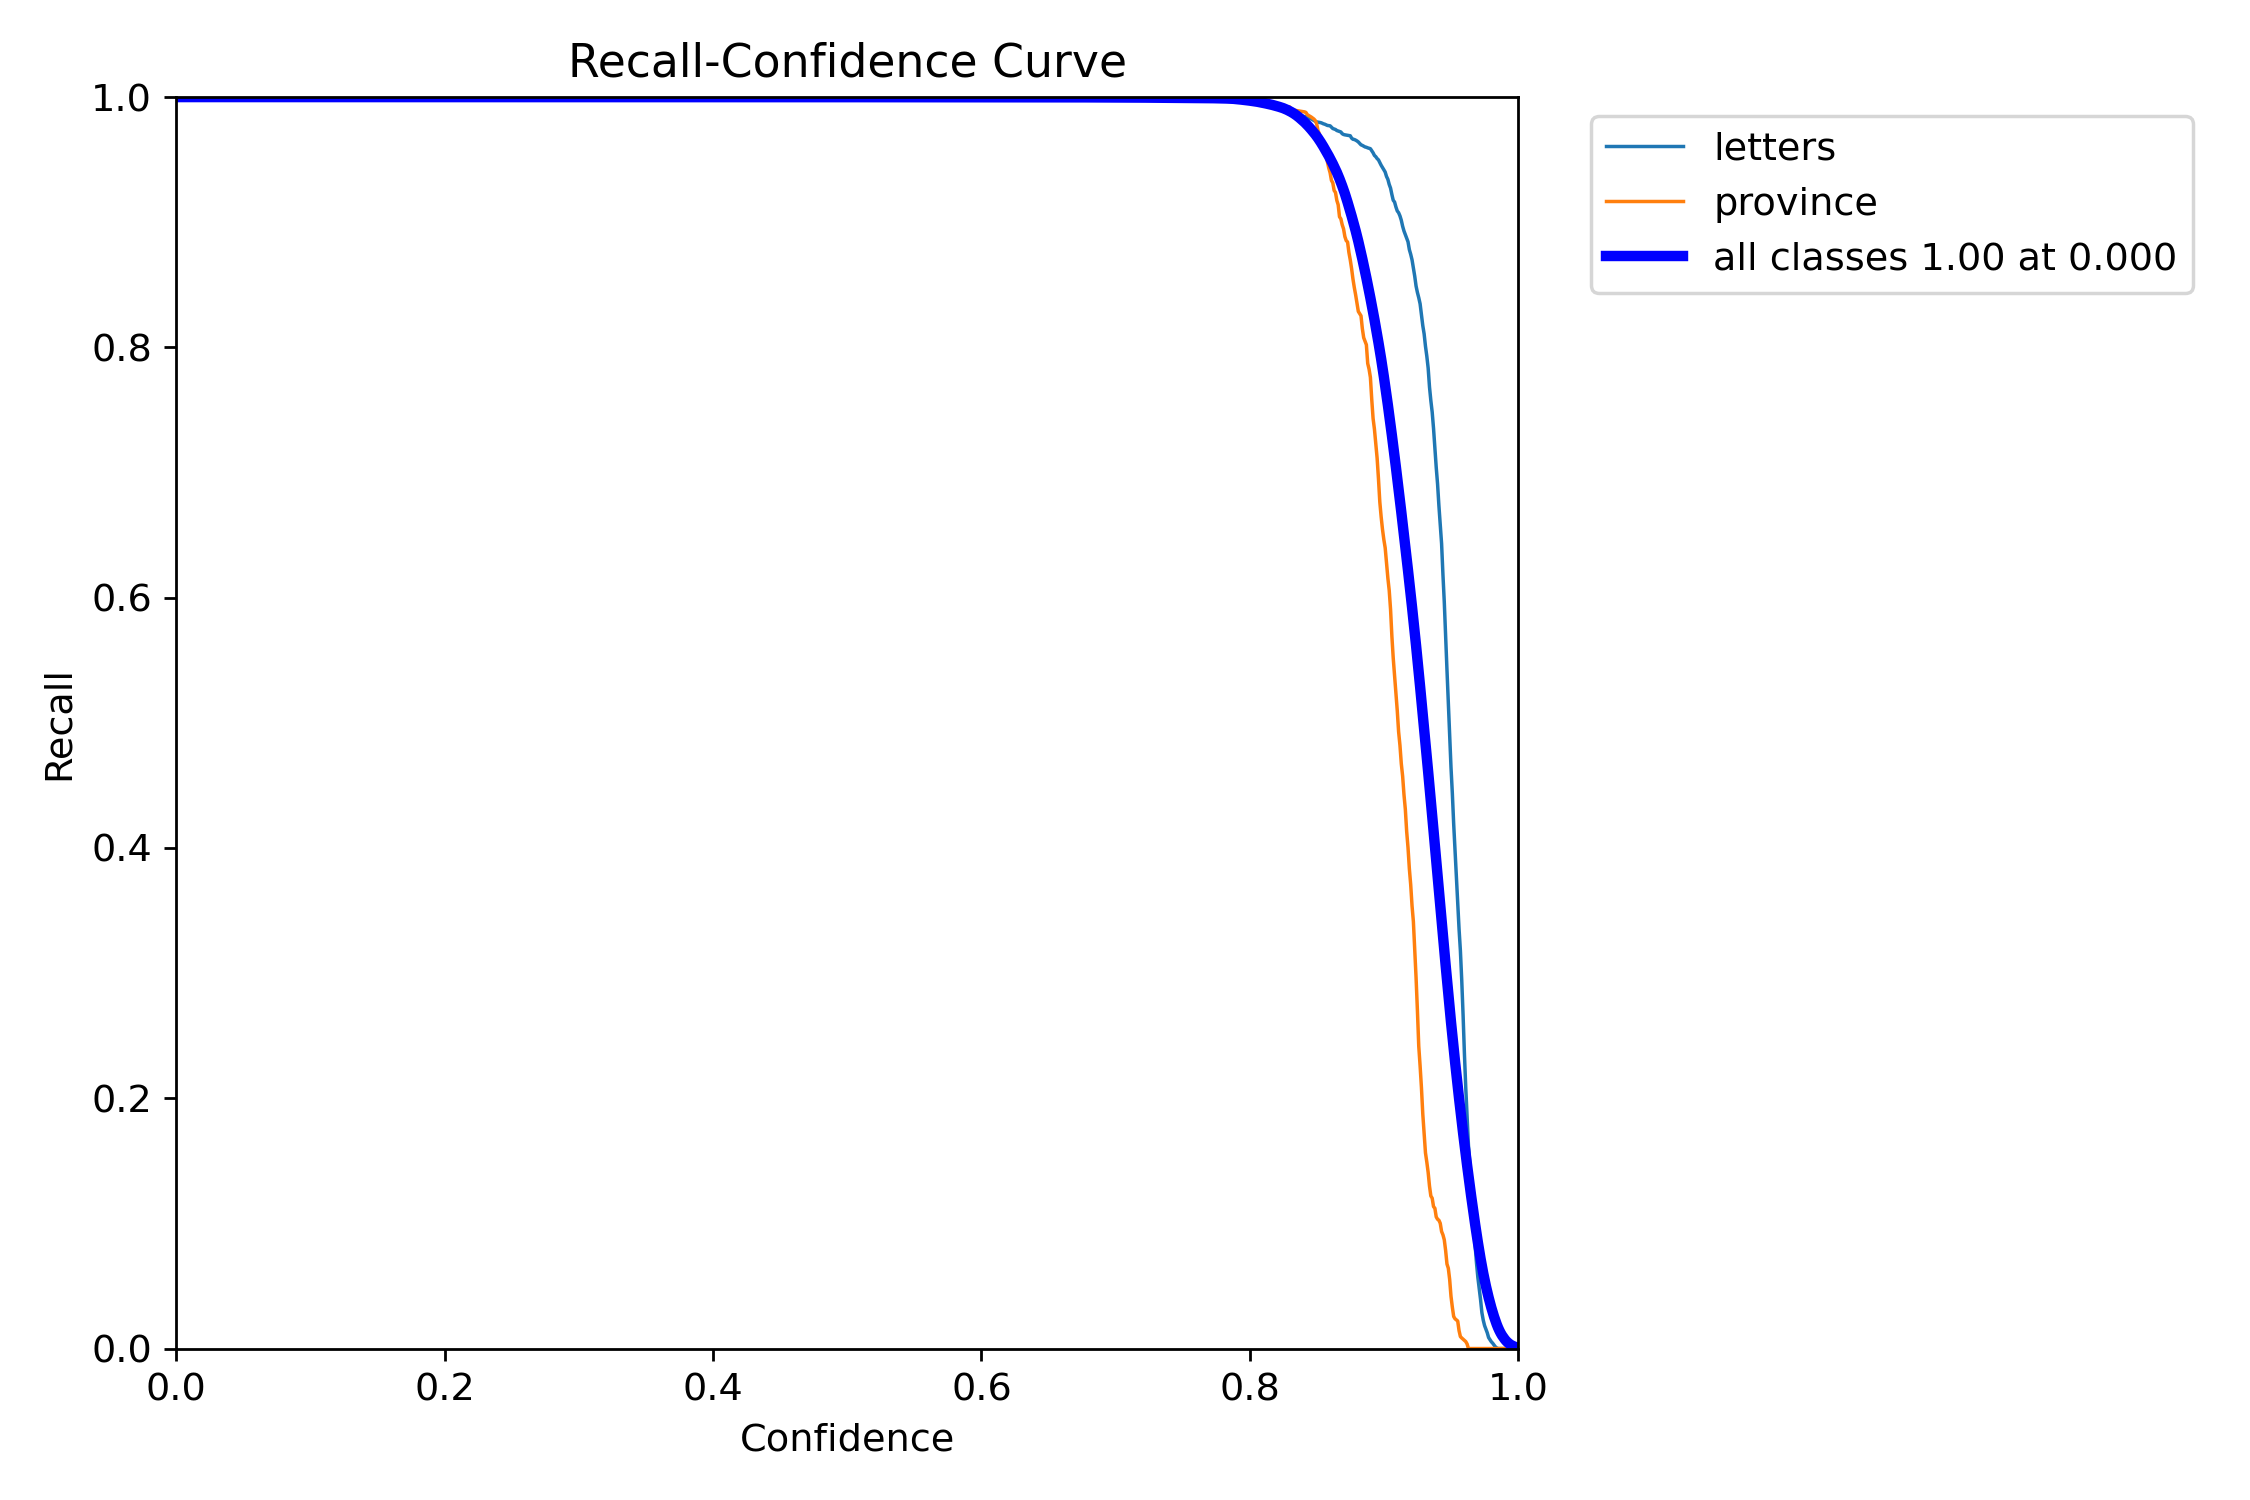 Recall-Confidence Curve
1.0
0.8
0.6
0.4
0.2
0.0
Recall
0.0 0.2 0.4 0.6 0.8 1.0
Confidence
letters
province
all classes 1.00 at 0.000